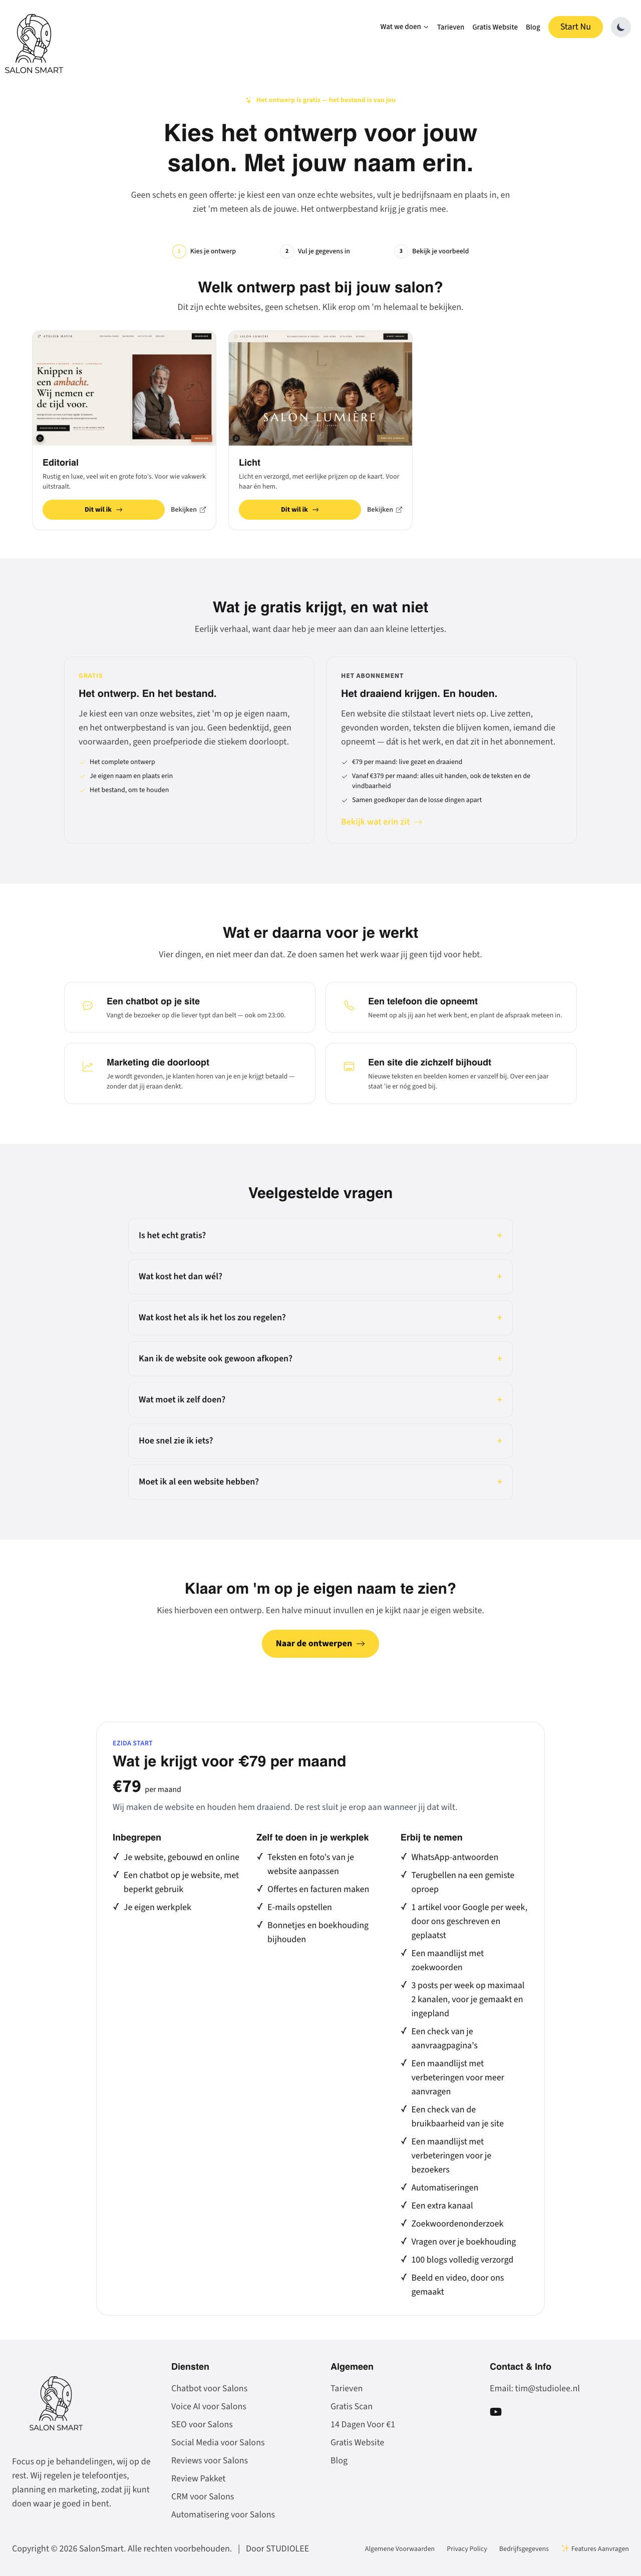 SALON SMART
Wat we doen
Tarieven
Gratis Website
Blog
Start Nu
Het ontwerp is gratis — het bestand is van jou
Kies het ontwerp voor jouw
salon. Met jouw naam erin.
Geen schets en geen offerte: je kiest een van onze echte websites, vult je bedrijfsnaam en plaats in, en
ziet 'm meteen als de jouwe. Het ontwerpbestand krijg je gratis mee.
1 Kies je ontwerp
2 Vul je gegevens in
3 Bekijk je voorbeeld
Welk ontwerp past bij jouw salon?
Dit zijn echte websites, geen schetsen. Klik erop om 'm helemaal te bekijken.
Knippen is
een ambacht.
Wij nemen er
de tijd voor.
SALON LUMIÈRE
Editorial
Rustig en luxe, veel wit en grote foto's. Voor wie vakwerk
uitstraalt.
Dit wil ik →
Bekijken
Licht
Licht en verzorgd, met eerlijke prijzen op de kaart. Voor
haar én hem.
Dit wil ik →
Bekijken
Wat je gratis krijgt, en wat niet
Eerlijk verhaal, want daar heb je meer aan dan aan kleine lettertjes.
GRATIS
Het ontwerp. En het bestand.
Je kiest een van onze websites, ziet 'm op je eigen naam,
en het ontwerpbestand is van jou. Geen bedenktijd, geen
voorwaarden, geen proefperiode die stiekem doorloopt.
Het complete ontwerp
Je eigen naam en plaats erin
Het bestand, om te houden
HET ABONNEMENT
Het draaiend krijgen. En houden.
Een website die stilstaat levert niets op. Live zetten,
gevonden worden, teksten die blijven komen, iemand die
opneemt — dát is het werk, en dat zit in het abonnement.
€79 per maand: live gezet en draaiend
Vanaf €379 per maand: alles uit handen, ook de teksten en de
vindbaarheid
Samen goedkoper dan de losse dingen apart
Bekijk wat erin zit →
Wat er daarna voor je werkt
Vier dingen, en niet meer dan dat. Ze doen samen het werk waar jij geen tijd voor hebt.
Een chatbot op je site
Vangt de bezoeker op die liever typt dan belt — ook om 23:00.
Een telefoon die opneemt
Neemt op als jij aan het werk bent, en plant de afspraak meteen in.
Marketing die doorloopt
Je wordt gevonden, je klanten horen van je en je krijgt betaald —
zonder dat jij eraan denkt.
Een site die zichzelf bijhoudt
Nieuwe teksten en beelden komen er vanzelf bij. Over een jaar
staat 'ie er nóg goed bij.
Veelgestelde vragen
Is het echt gratis? +
Wat kost het dan wél? +
Wat kost het als ik het los zou regelen? +
Kan ik de website ook gewoon afkopen? +
Wat moet ik zelf doen? +
Hoe snel zie ik iets? +
Moet ik al een website hebben? +
Klaar om 'm op je eigen naam te zien?
Kies hierboven een ontwerp. Een halve minuut invullen en je kijkt naar je eigen website.
Naar de ontwerpen →
EZIDA START
Wat je krijgt voor €79 per maand
€79 per maand
Wij maken de website en houden hem draaiend. De rest sluit je erop aan wanneer jij dat wilt.
Inbegrepen
✓ Je website, gebouwd en online
✓ Een chatbot op je website, met
beperkt gebruik
✓ Je eigen werkplek
Zelf te doen in je werkplek
✓ Teksten en foto's van je
website aanpassen
✓ Offertes en facturen maken
✓ E-mails opstellen
✓ Bonnetjes en boekhouding
bijhouden
Erbij te nemen
✓ WhatsApp-antwoorden
✓ Terugbellen na een gemiste
oproep
✓ 1 artikel voor Google per week,
door ons geschreven en
geplaatst
✓ Een maandlijst met
zoekwoorden
✓ 3 posts per week op maximaal
2 kanalen, voor je gemaakt en
ingepland
✓ Een check van je
aanvraagpagina's
✓ Een maandlijst met
verbeteringen voor meer
aanvragen
✓ Een check van de
bruikbaarheid van je site
✓ Een maandlijst met
verbeteringen voor je
bezoekers
✓ Automatiseringen
✓ Een extra kanaal
✓ Zoekwoordenonderzoek
✓ Vragen over je boekhouding
✓ 100 blogs volledig verzorgd
✓ Beeld en video, door ons
gemaakt
SALON SMART
Focus op je behandelingen, wij op de
rest. Wij regelen je telefoontjes,
planning en marketing, zodat jij kunt
doen waar je goed in bent.
Diensten
Chatbot voor Salons
Voice AI voor Salons
SEO voor Salons
Social Media voor Salons
Reviews voor Salons
Review Pakket
CRM voor Salons
Automatisering voor Salons
Algemeen
Tarieven
Gratis Scan
14 Dagen Voor €1
Gratis Website
Blog
Contact & Info
Email: tim@studiolee.nl
Copyright © 2026 SalonSmart. Alle rechten voorbehouden. | Door STUDIOLEE
Algemene Voorwaarden
Privacy Policy
Bedrijfsgegevens
✨ Features Aanvragen